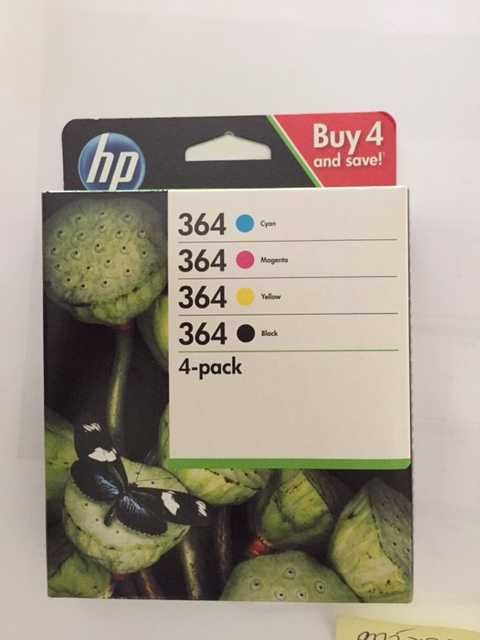 hp
Buy 4
and save!
364 Cyan
364 Magenta
364 Yellow
364 Black
4-pack